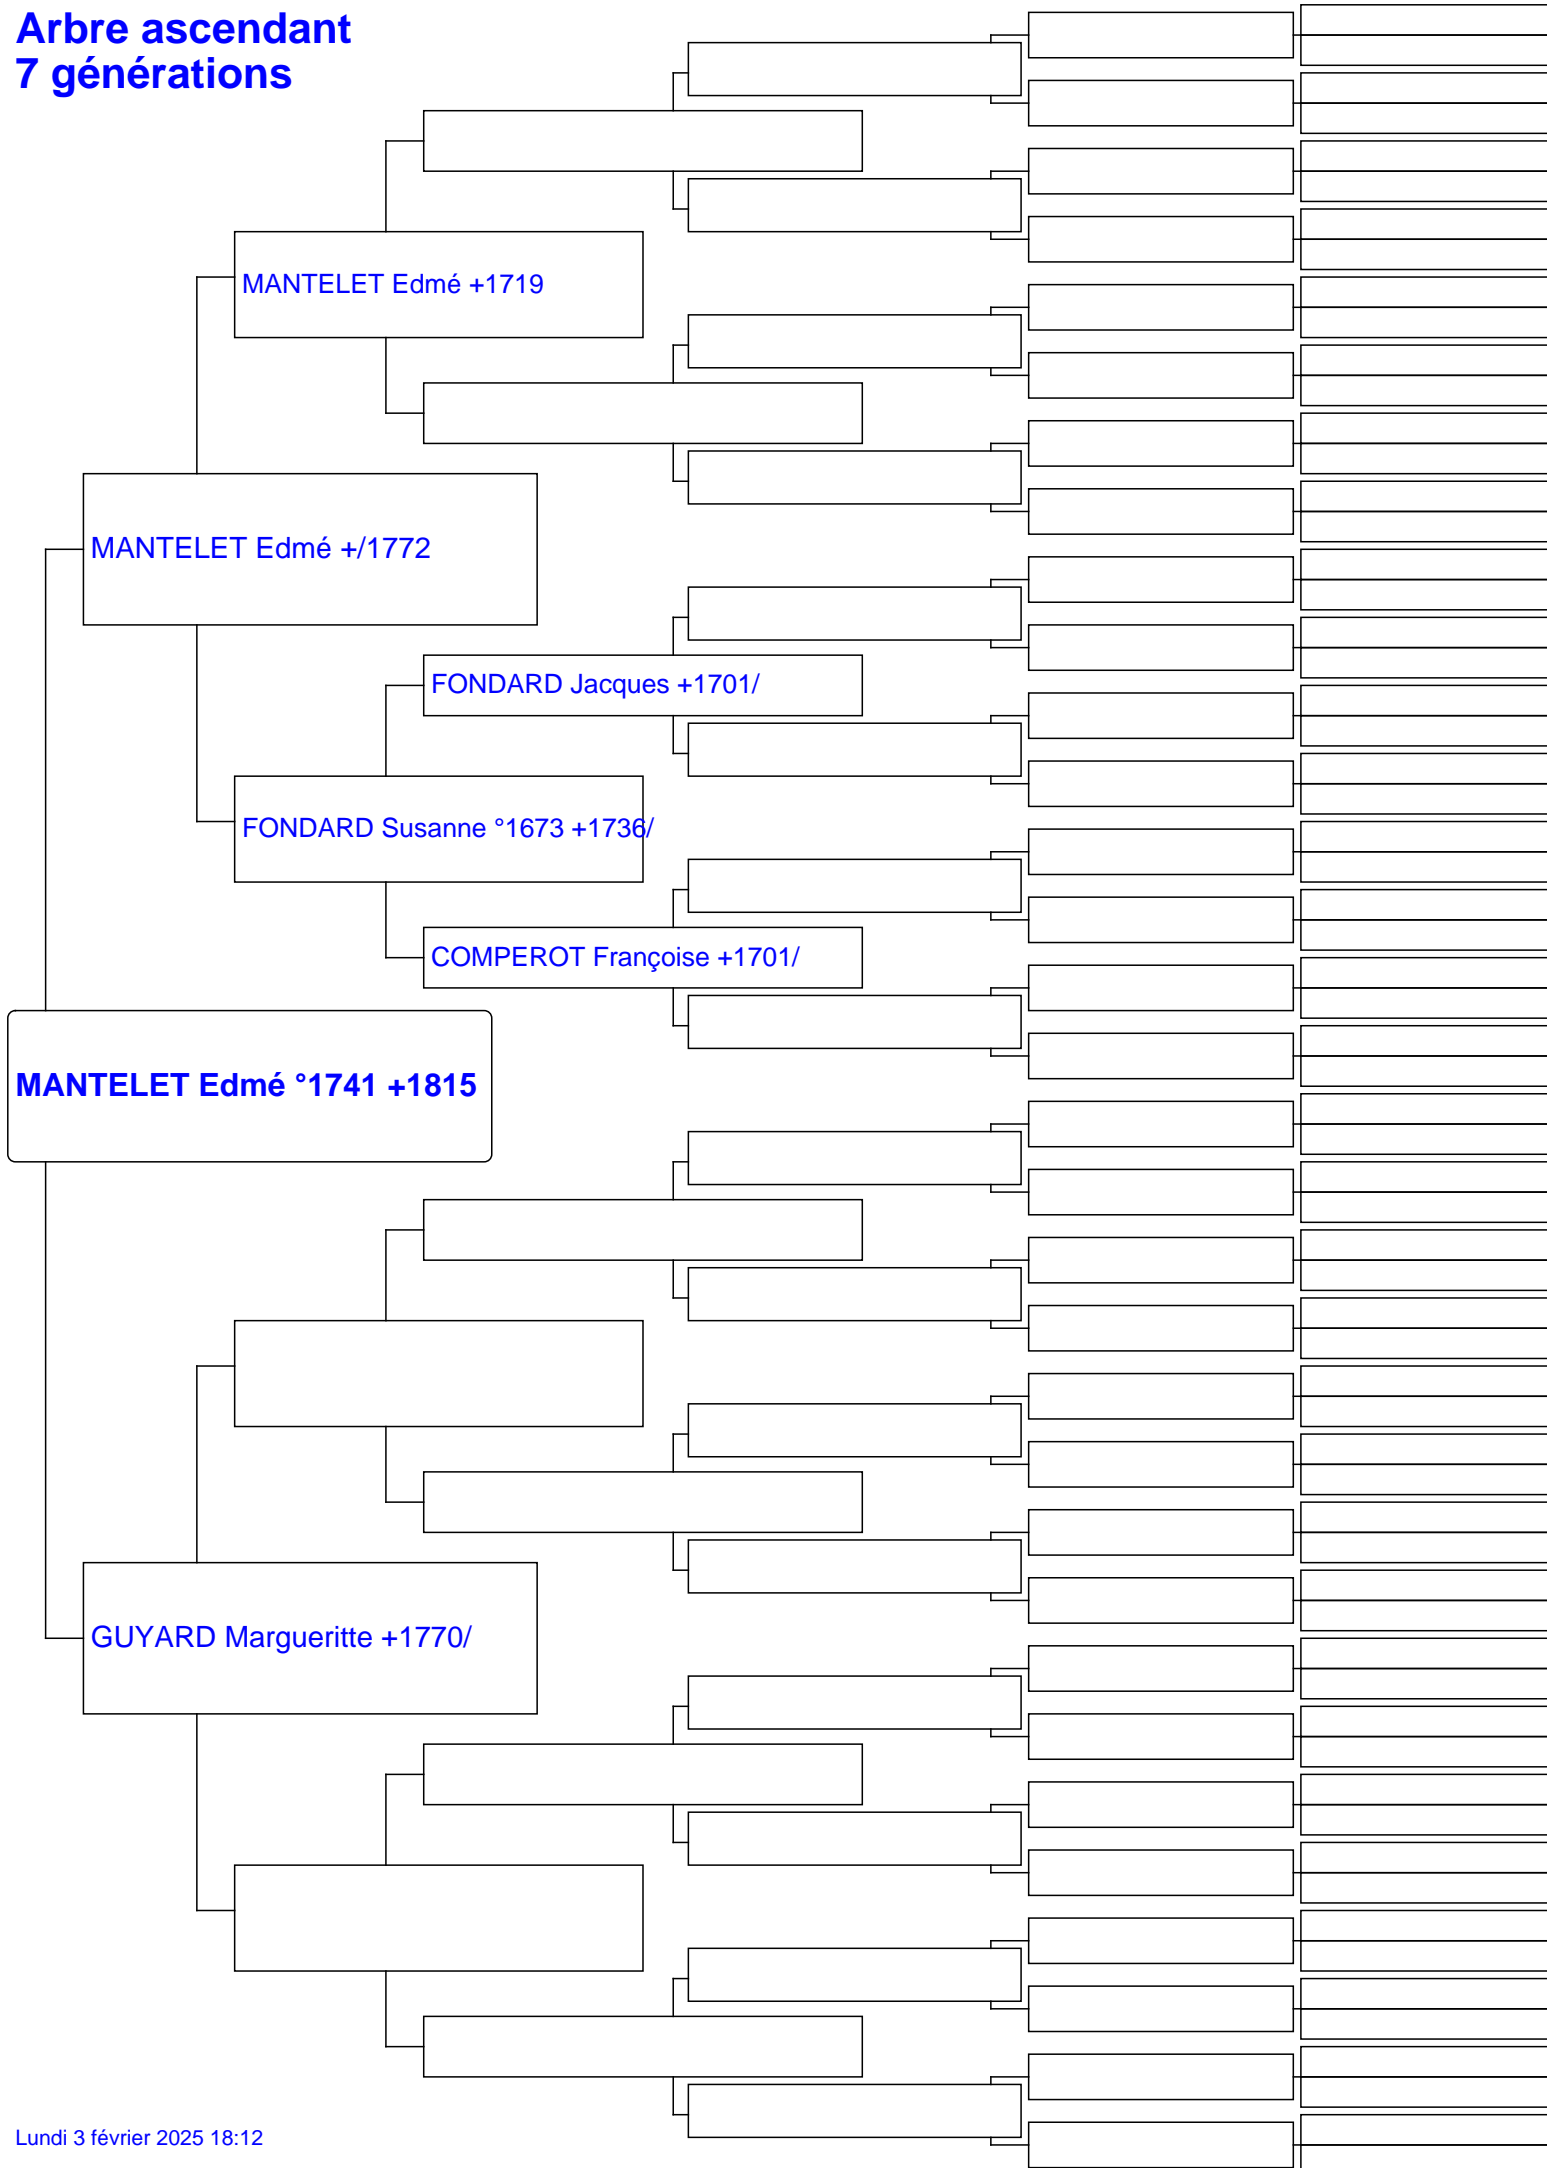 Arbre ascendant
7 générations
MANTELET Edmé +1719
MANTELET Edmé +/1772
FONDARD Jacques +1701/
FONDARD Susanne °1673 +1736/
COMPEROT Françoise +1701/
MANTELET Edmé °1741 +1815
GUYARD Margueritte +1770/
Lundi 3 février 2025 18:12